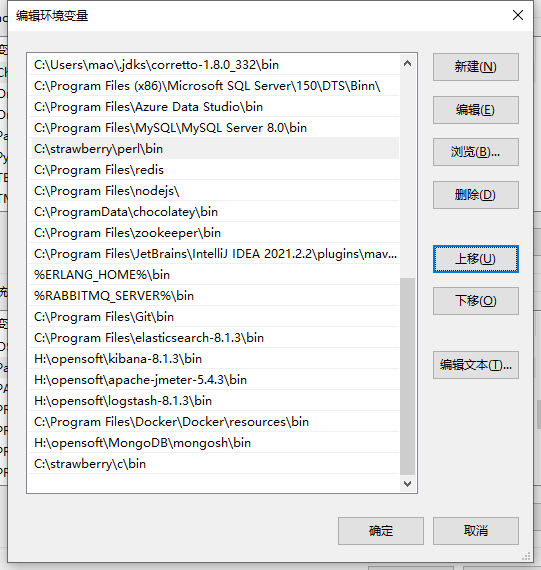 编辑环境变量
C:\Users\mao\.jdks\corretto-1.8.0_332\bin
C:\Program Files (x86)\Microsoft SQL Server\150\DTS\Binn\
C:\Program Files\Azure Data Studio\bin
C:\Program Files\MySQL\MySQL Server 8.0\bin
C:\strawberry\perl\bin
C:\Program Files\redis
C:\Program Files\nodejs\
C:\ProgramData\chocolatey\bin
C:\Program Files\zookeeper\bin
C:\Program Files\JetBrains\IntelliJ IDEA 2021.2.2\plugins\mav...
%ERLANG_HOME%\bin
%RABBITMQ_SERVER%\bin
C:\Program Files\Git\bin
C:\Program Files\elasticsearch-8.1.3\bin
H:\opensoft\kibana-8.1.3\bin
H:\opensoft\apache-jmeter-5.4.3\bin
H:\opensoft\logstash-8.1.3\bin
C:\Program Files\Docker\Docker\resources\bin
H:\opensoft\MongoDB\mongosh\bin
C:\strawberry\c\bin
新建(N)
编辑(E)
浏览(B)...
删除(D)
上移(U)
下移(O)
编辑文本(T)...
确定
取消